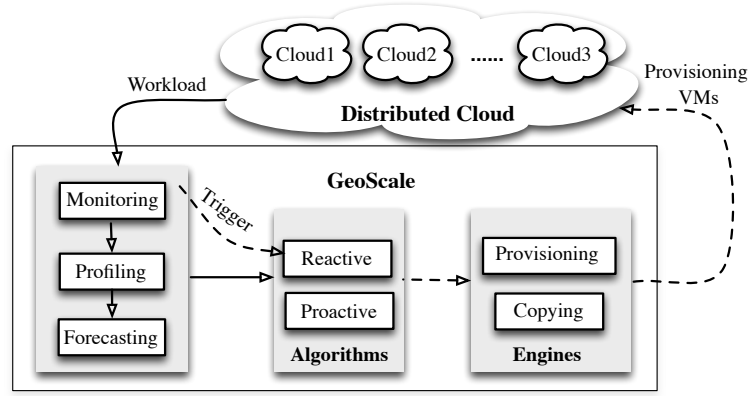 Cloud1 Cloud2 ...... Cloud3
Distributed Cloud
Workload
Provisioning
VMs
GeoScale
Monitoring
Profiling
Forecasting
Trigger
Reactive
Proactive
Algorithms
Provisioning
Copying
Engines